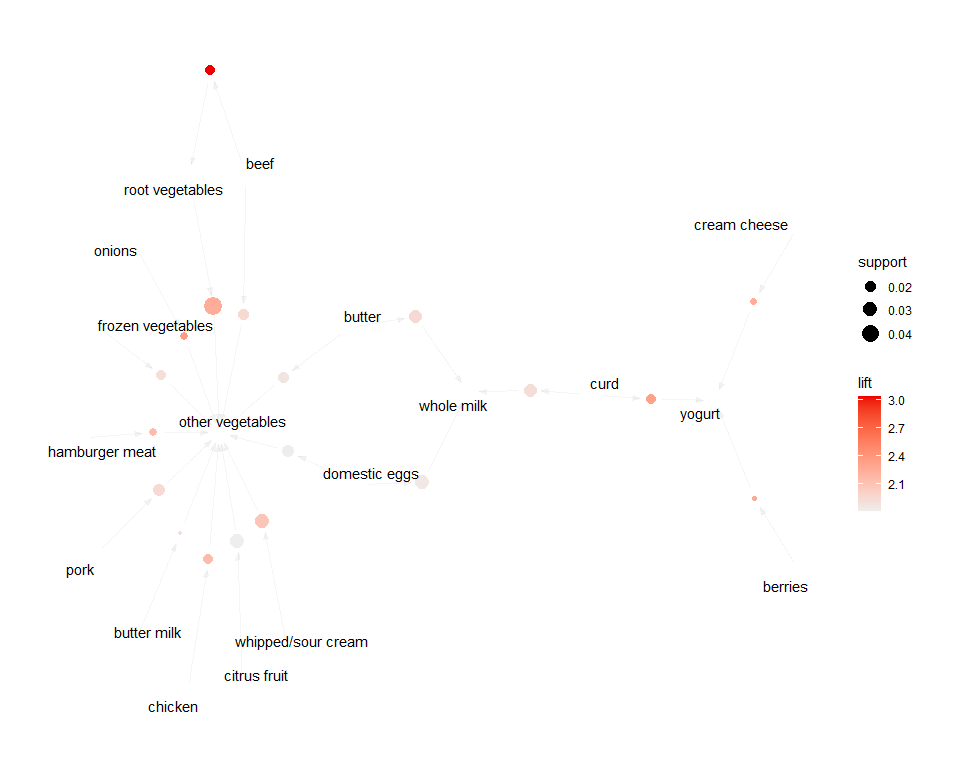 beef
root vegetables
cream cheese
onions
support
0.02
0.03
butter
frozen vegetables
0.04
lift
curd
3.0
whole milk
yogurt
other vegetables
2.7
hamburger meat
2.4
domestic eggs
2.1
pork
berries
butter milk
whipped/sour cream
citrus fruit
chicken